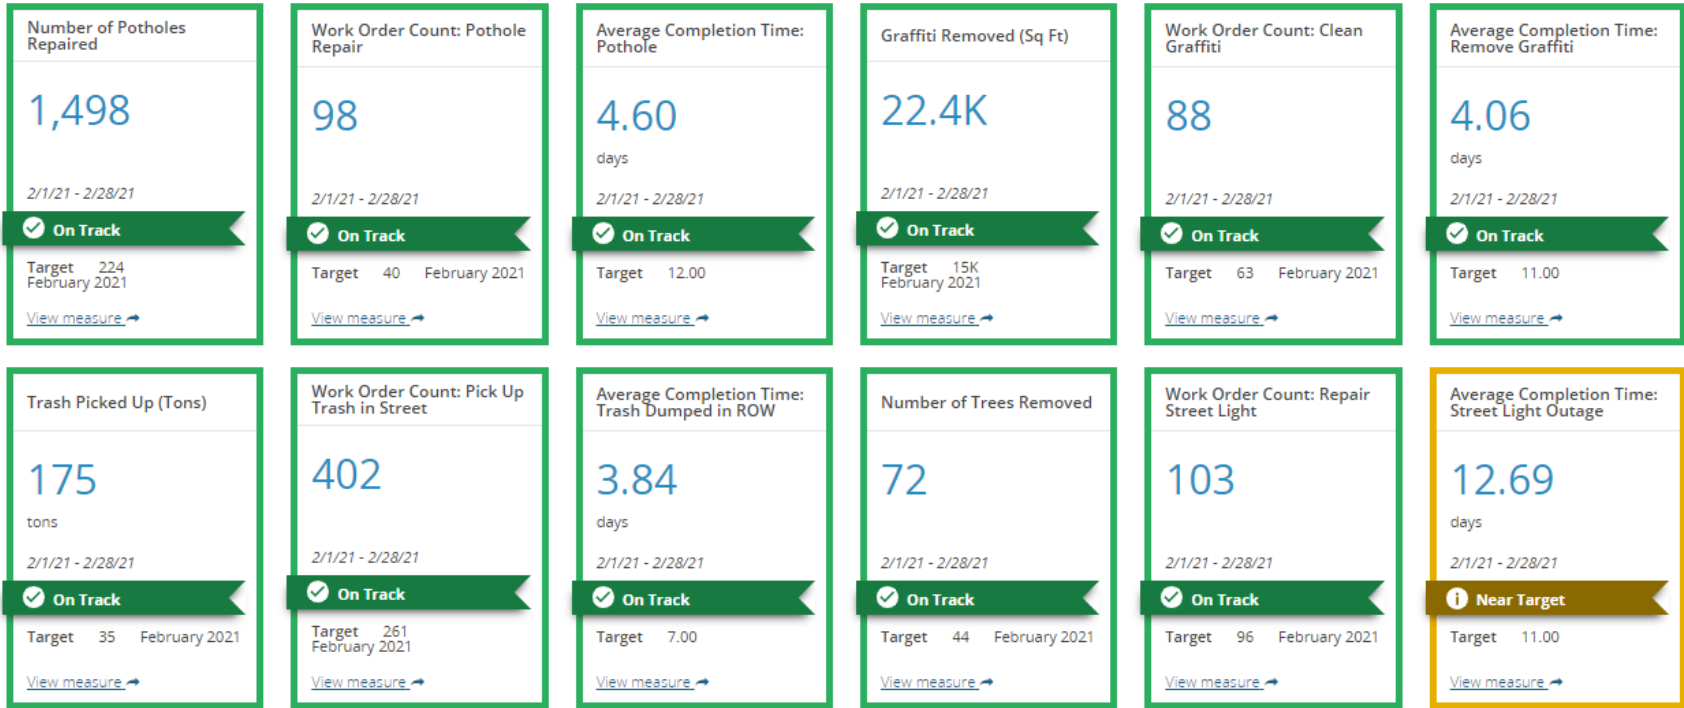 Number of Potholes
Repaired
1,498
2/1/21 - 2/28/21
On Track
Target 224
February 2021
View measure
Work Order Count: Pothole
Repair
98
2/1/21 - 2/28/21
On Track
Target 40 February 2021
View measure
Average Completion Time:
Pothole
4.60
days
2/1/21 - 2/28/21
On Track
Target 12.00
View measure
Graffiti Removed (Sq Ft)
22.4K
2/1/21 - 2/28/21
On Track
Target 15K
February 2021
View measure
Work Order Count: Clean
Graffiti
88
2/1/21 - 2/28/21
On Track
Target 63 February 2021
View measure
Average Completion Time:
Remove Graffiti
4.06
days
2/1/21 - 2/28/21
On Track
Target 11.00
View measure
Trash Picked Up (Tons)
175
tons
2/1/21 - 2/28/21
On Track
Target 35 February 2021
View measure
Work Order Count: Pick Up
Trash in Street
402
2/1/21 - 2/28/21
On Track
Target 261
February 2021
View measure
Average Completion Time:
Trash Dumped in ROW
3.84
days
2/1/21 - 2/28/21
On Track
Target 7.00
View measure
Number of Trees Removed
72
2/1/21 - 2/28/21
On Track
Target 44 February 2021
View measure
Work Order Count: Repair
Street Light
103
2/1/21 - 2/28/21
On Track
Target 96 February 2021
View measure
Average Completion Time:
Street Light Outage
12.69
days
2/1/21 - 2/28/21
Near Target
Target 11.00
View measure